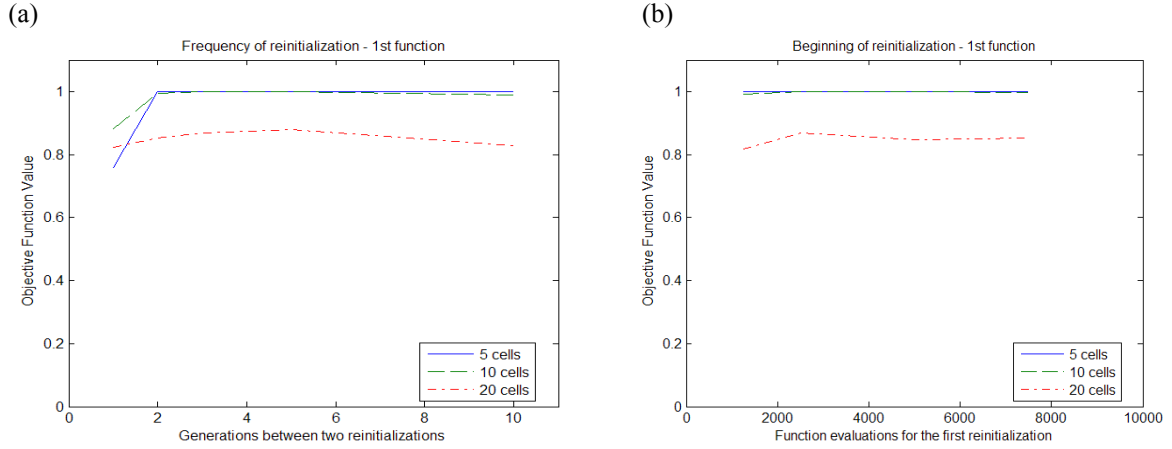 (a)
Frequency of reinitialization - 1st function
Objective Function Value
1
0.8
0.6
0.4
0.2
0
0 2 4 6 8 10
Generations between two reinitializations
5 cells
10 cells
20 cells
(b)
Beginning of reinitialization - 1st function
Objective Function Value
1
0.8
0.6
0.4
0.2
0
0 2000 4000 6000 8000 10000
Function evaluations for the first reinitialization
5 cells
10 cells
20 cells